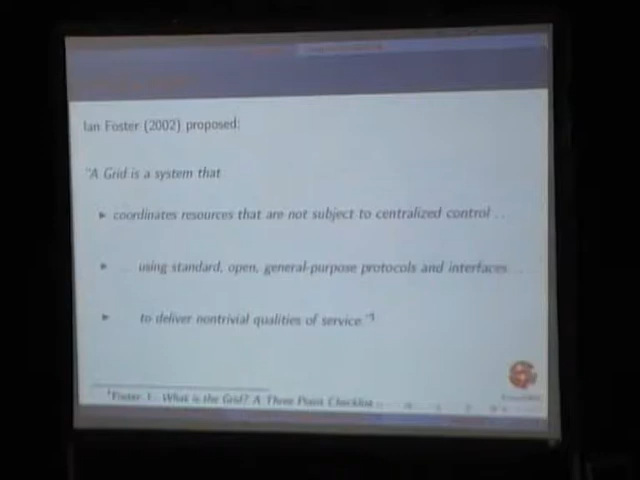 Ian Foster (2002) proposed:
"A Grid is a system that
▸ coordinates resources that are not subject to centralized control . .
▸ . . using standard, open, general-purpose protocols and interfaces . . .
▸ to deliver nontrivial qualities of service."¹
¹Foster I.. What is the Grid? A Three Point Checklist